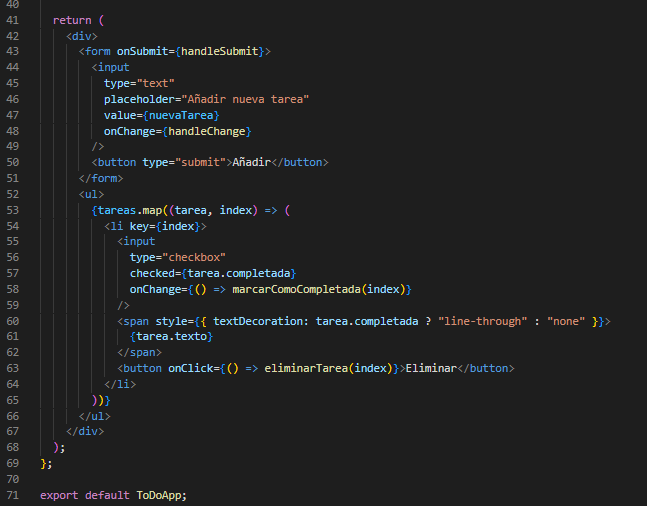 40
41 return (
42 <div>
43 <form onSubmit={handleSubmit}>
44 <input
45 type="text"
46 placeholder="Añadir nueva tarea"
47 value={nuevaTarea}
48 onChange={handleChange}
49 />
50 <button type="submit">Añadir</button>
51 </form>
52 <ul>
53 {tareas.map((tarea, index) => (
54 <li key={index}>
55 <input
56 type="checkbox"
57 checked={tarea.completada}
58 onChange={() => marcarComoCompletada(index)}
59 />
60 <span style={{ textDecoration: tarea.completada ? "line-through" : "none" }}>
61 {tarea.texto}
62 </span>
63 <button onClick={() => eliminarTarea(index)}>Eliminar</button>
64 </li>
65 ))}
66 </ul>
67 </div>
68 );
69 };
70
71 export default ToDoApp;